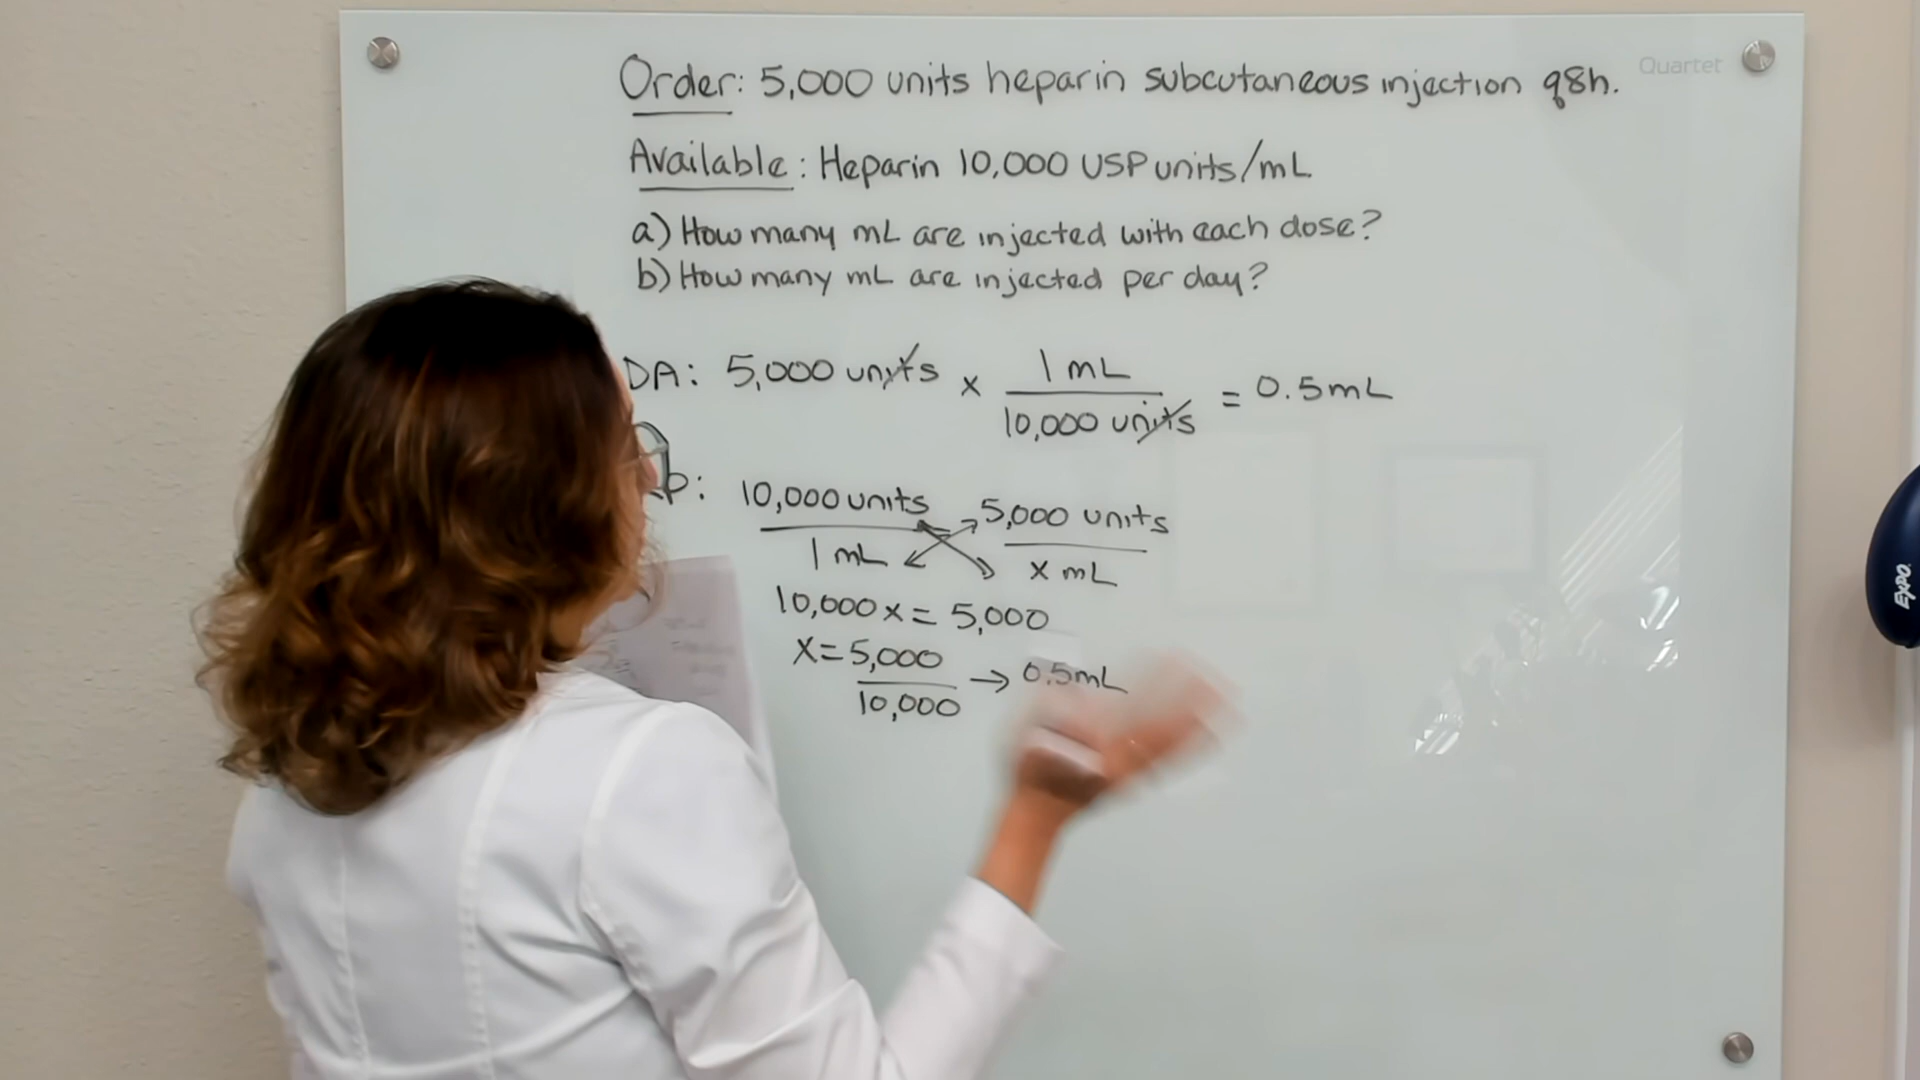 Order: 5,000 units heparin subcutaneous injection q8h.
Quartet
Available: Heparin 10,000 USP units/mL
a) How many mL are injected with each dose?
b) How many mL are injected per day?
DA: 5,000 units x 1 mL / 10,000 units = 0.5mL
P: 10,000 units / 1 mL 5,000 units / x mL
10,000x = 5,000
x = 5,000 / 10,000 → 0.5mL
EXPO